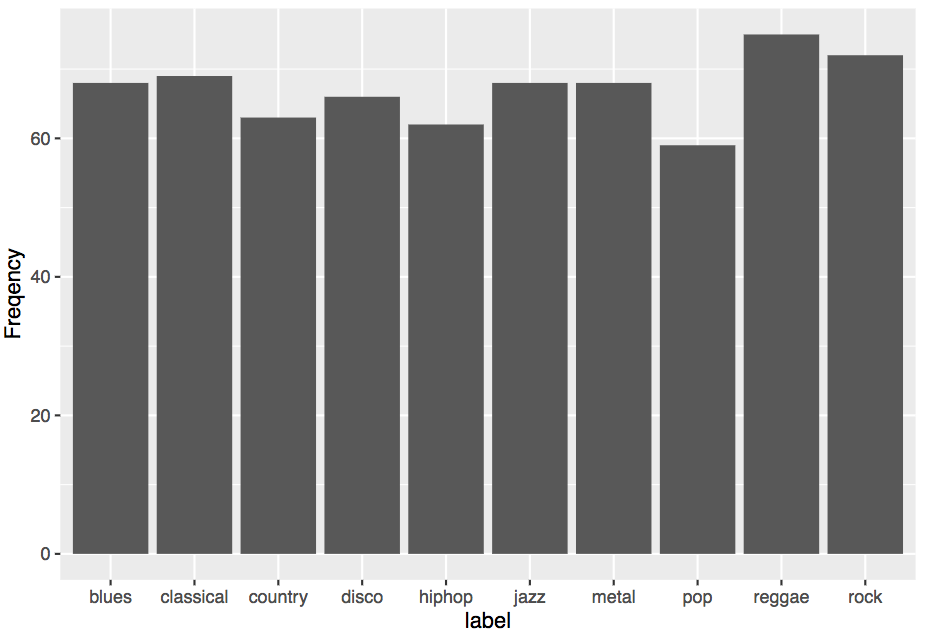 Freqency
60
40
20
0
blues classical country disco hiphop jazz metal pop reggae rock
label